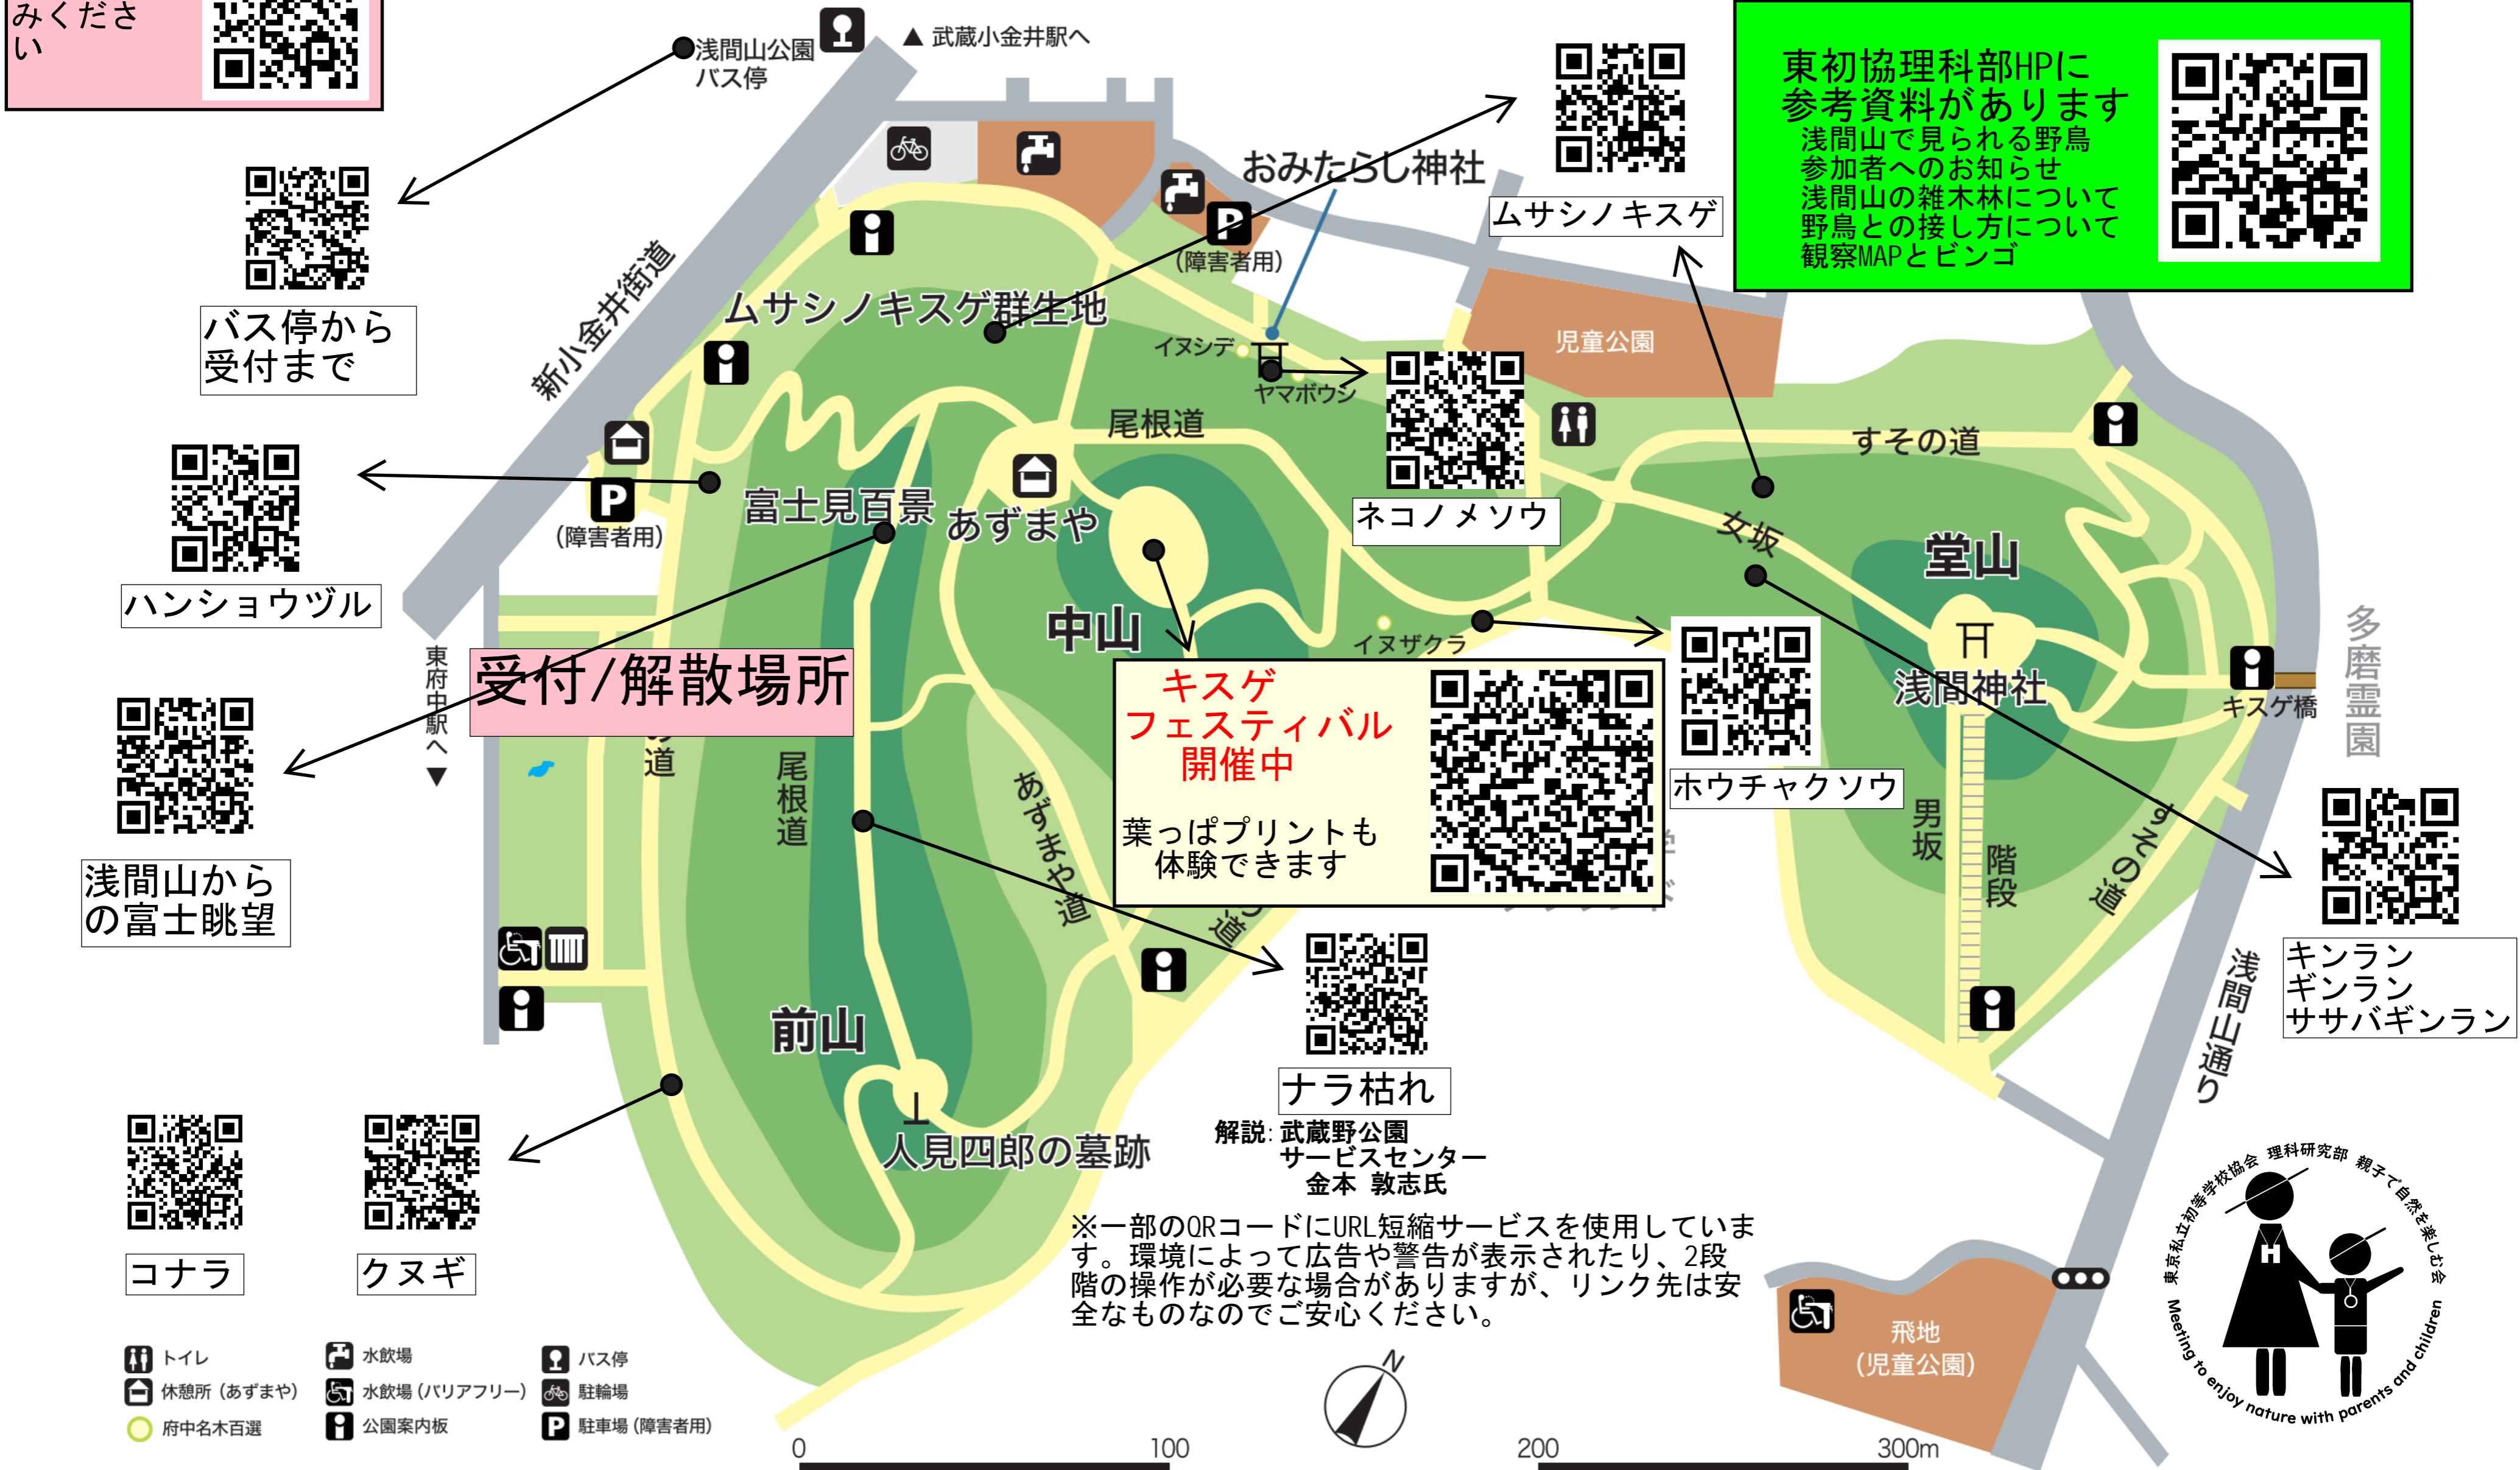 みくださ
い
浅間山公園
バス停
▲ 武蔵小金井駅へ
東初協理科部HPに
参考資料があります
浅間山で見られる野鳥
参加者へのお知らせ
浅間山の雑木林について
野鳥との接し方について
観察MAPとビンゴ
おみたらし神社
ムサシノキスゲ
P
(障害者用)
新小金井街道
ムサシノキスゲ群生地
バス停から
受付まで
イヌシデ
ヤマボウシ
児童公園
尾根道
すその道
P
(障害者用)
富士見百景
あずまや
ネコノメソウ
女坂
堂山
ハンショウヅル
中山
イヌザクラ
浅間神社
キスゲ橋
多磨霊園
東府中駅へ▼
受付/解散場所
の道
キスゲ
フェスティバル
開催中
葉っぱプリントも
体験できます
ホウチャクソウ
尾根道
あずまや道
道
男坂
階段
すその道
浅間山から
の富士眺望
キンラン
ギンラン
ササバギンラン
浅間山通り
前山
人見四郎の墓跡
ナラ枯れ
解説:武蔵野公園
サービスセンター
金本 敦志氏
コナラ
クヌギ
※一部のQRコードにURL短縮サービスを使用していま
す。環境によって広告や警告が表示されたり、2段
階の操作が必要な場合がありますが、リンク先は安
全なものなのでご安心ください。
飛地
(児童公園)
東京私立初等学校協会 理科研究部 親子で自然を楽しむ会
Meeting to enjoy nature with parents and children
トイレ
水飲場
バス停
休憩所(あずまや)
水飲場(バリアフリー)
駐輪場
府中名木百選
公園案内板
P 駐車場(障害者用)
N
0 100 200 300m